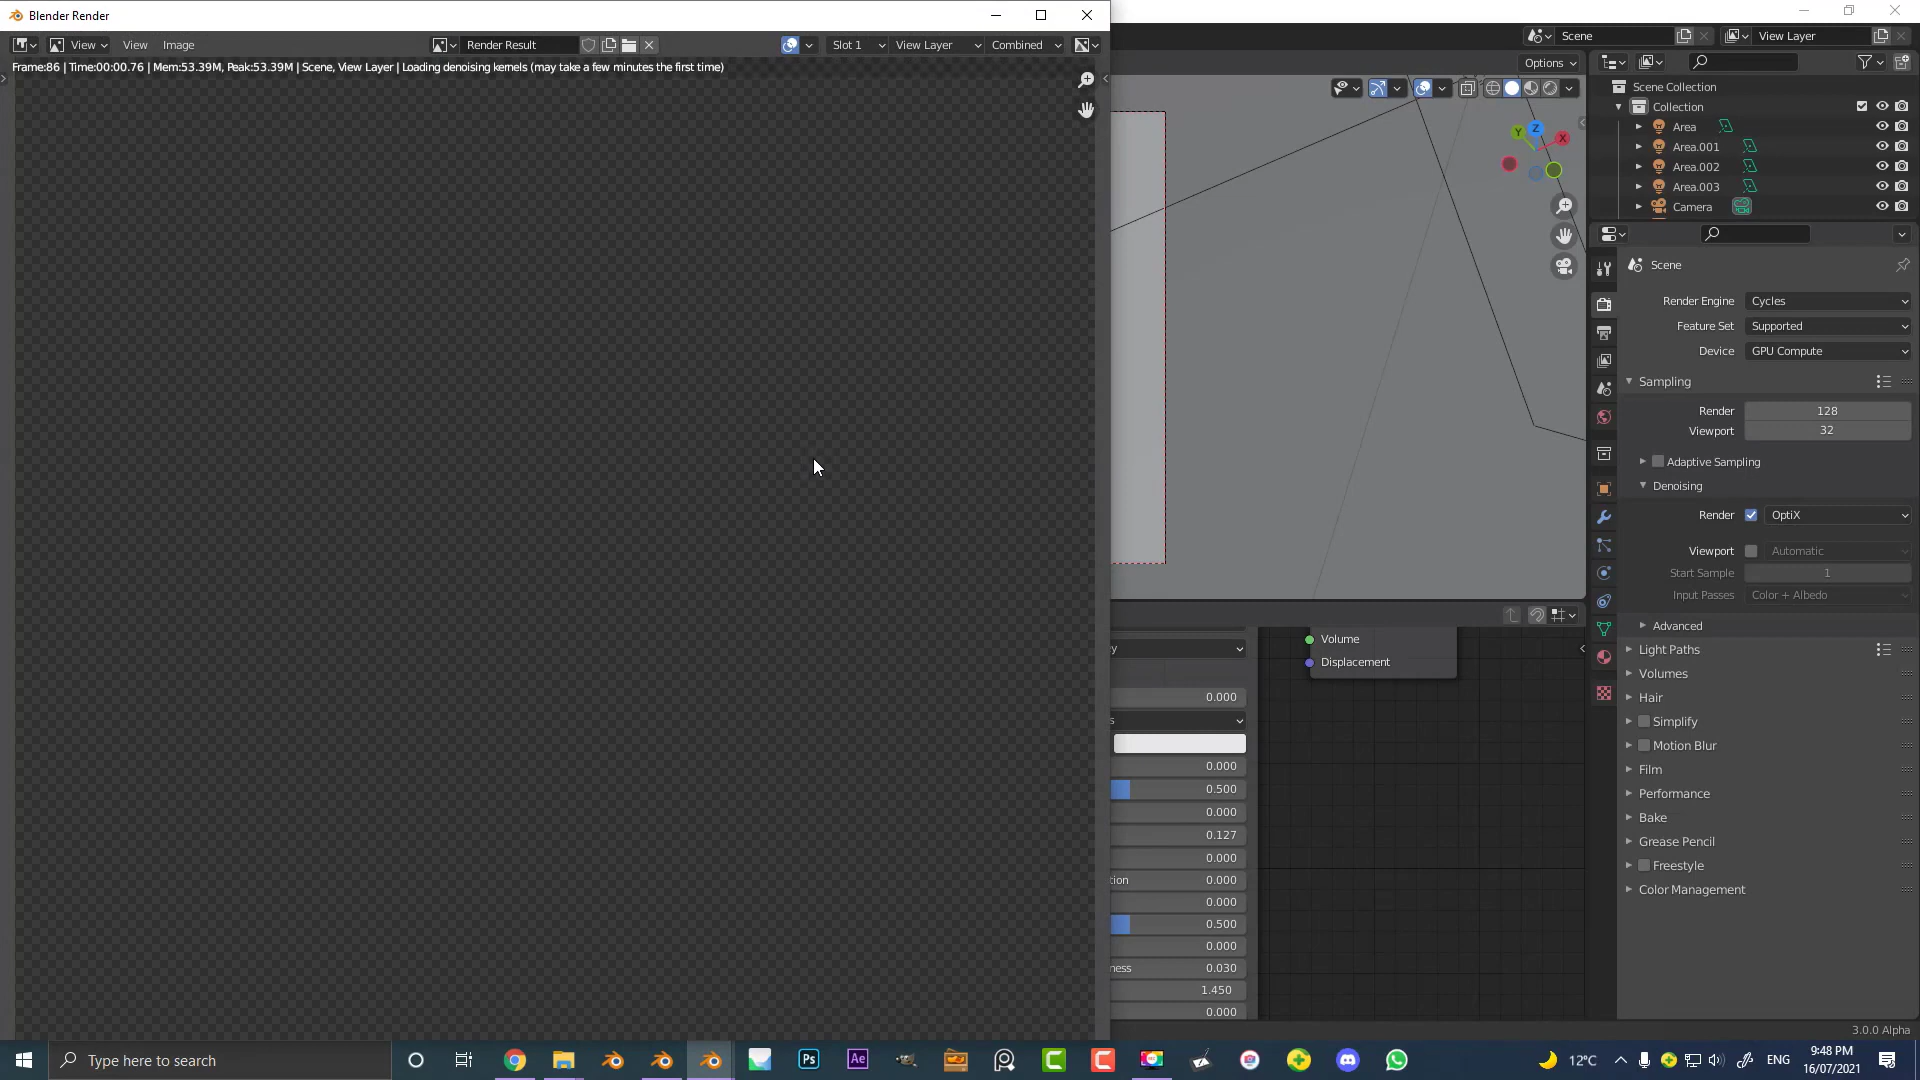 Blender Render
View
View
Image
Render Result
Slot 1
View Layer
Combined
Frame:86 | Time:00:00.76 | Mem:53.39M, Peak:53.39M | Scene, View Layer | Loading denoising kernels (may take a few minutes the first time)
Scene
View Layer
Options
X
Y
Z
Scene Collection
Collection
Area
Area.001
Area.002
Area.003
Camera
Scene
Render Engine
Cycles
Feature Set
Supported
Device
GPU Compute
Sampling
Render
128
Viewport
32
Adaptive Sampling
Denoising
Render
OptiX
Viewport
Automatic
Start Sample
1
Input Passes
Color + Albedo
Advanced
Light Paths
Volumes
Hair
Simplify
Motion Blur
Film
Performance
Bake
Grease Pencil
Freestyle
Color Management
Volume
Displacement
y
0.000
s
0.000
0.500
0.000
0.127
0.000
tion
0.000
0.000
0.500
0.000
ness
0.030
1.450
0.000
3.0.0 Alpha
Type here to search
Ps
Ae
12°C
ENG
9:48 PM
16/07/2021